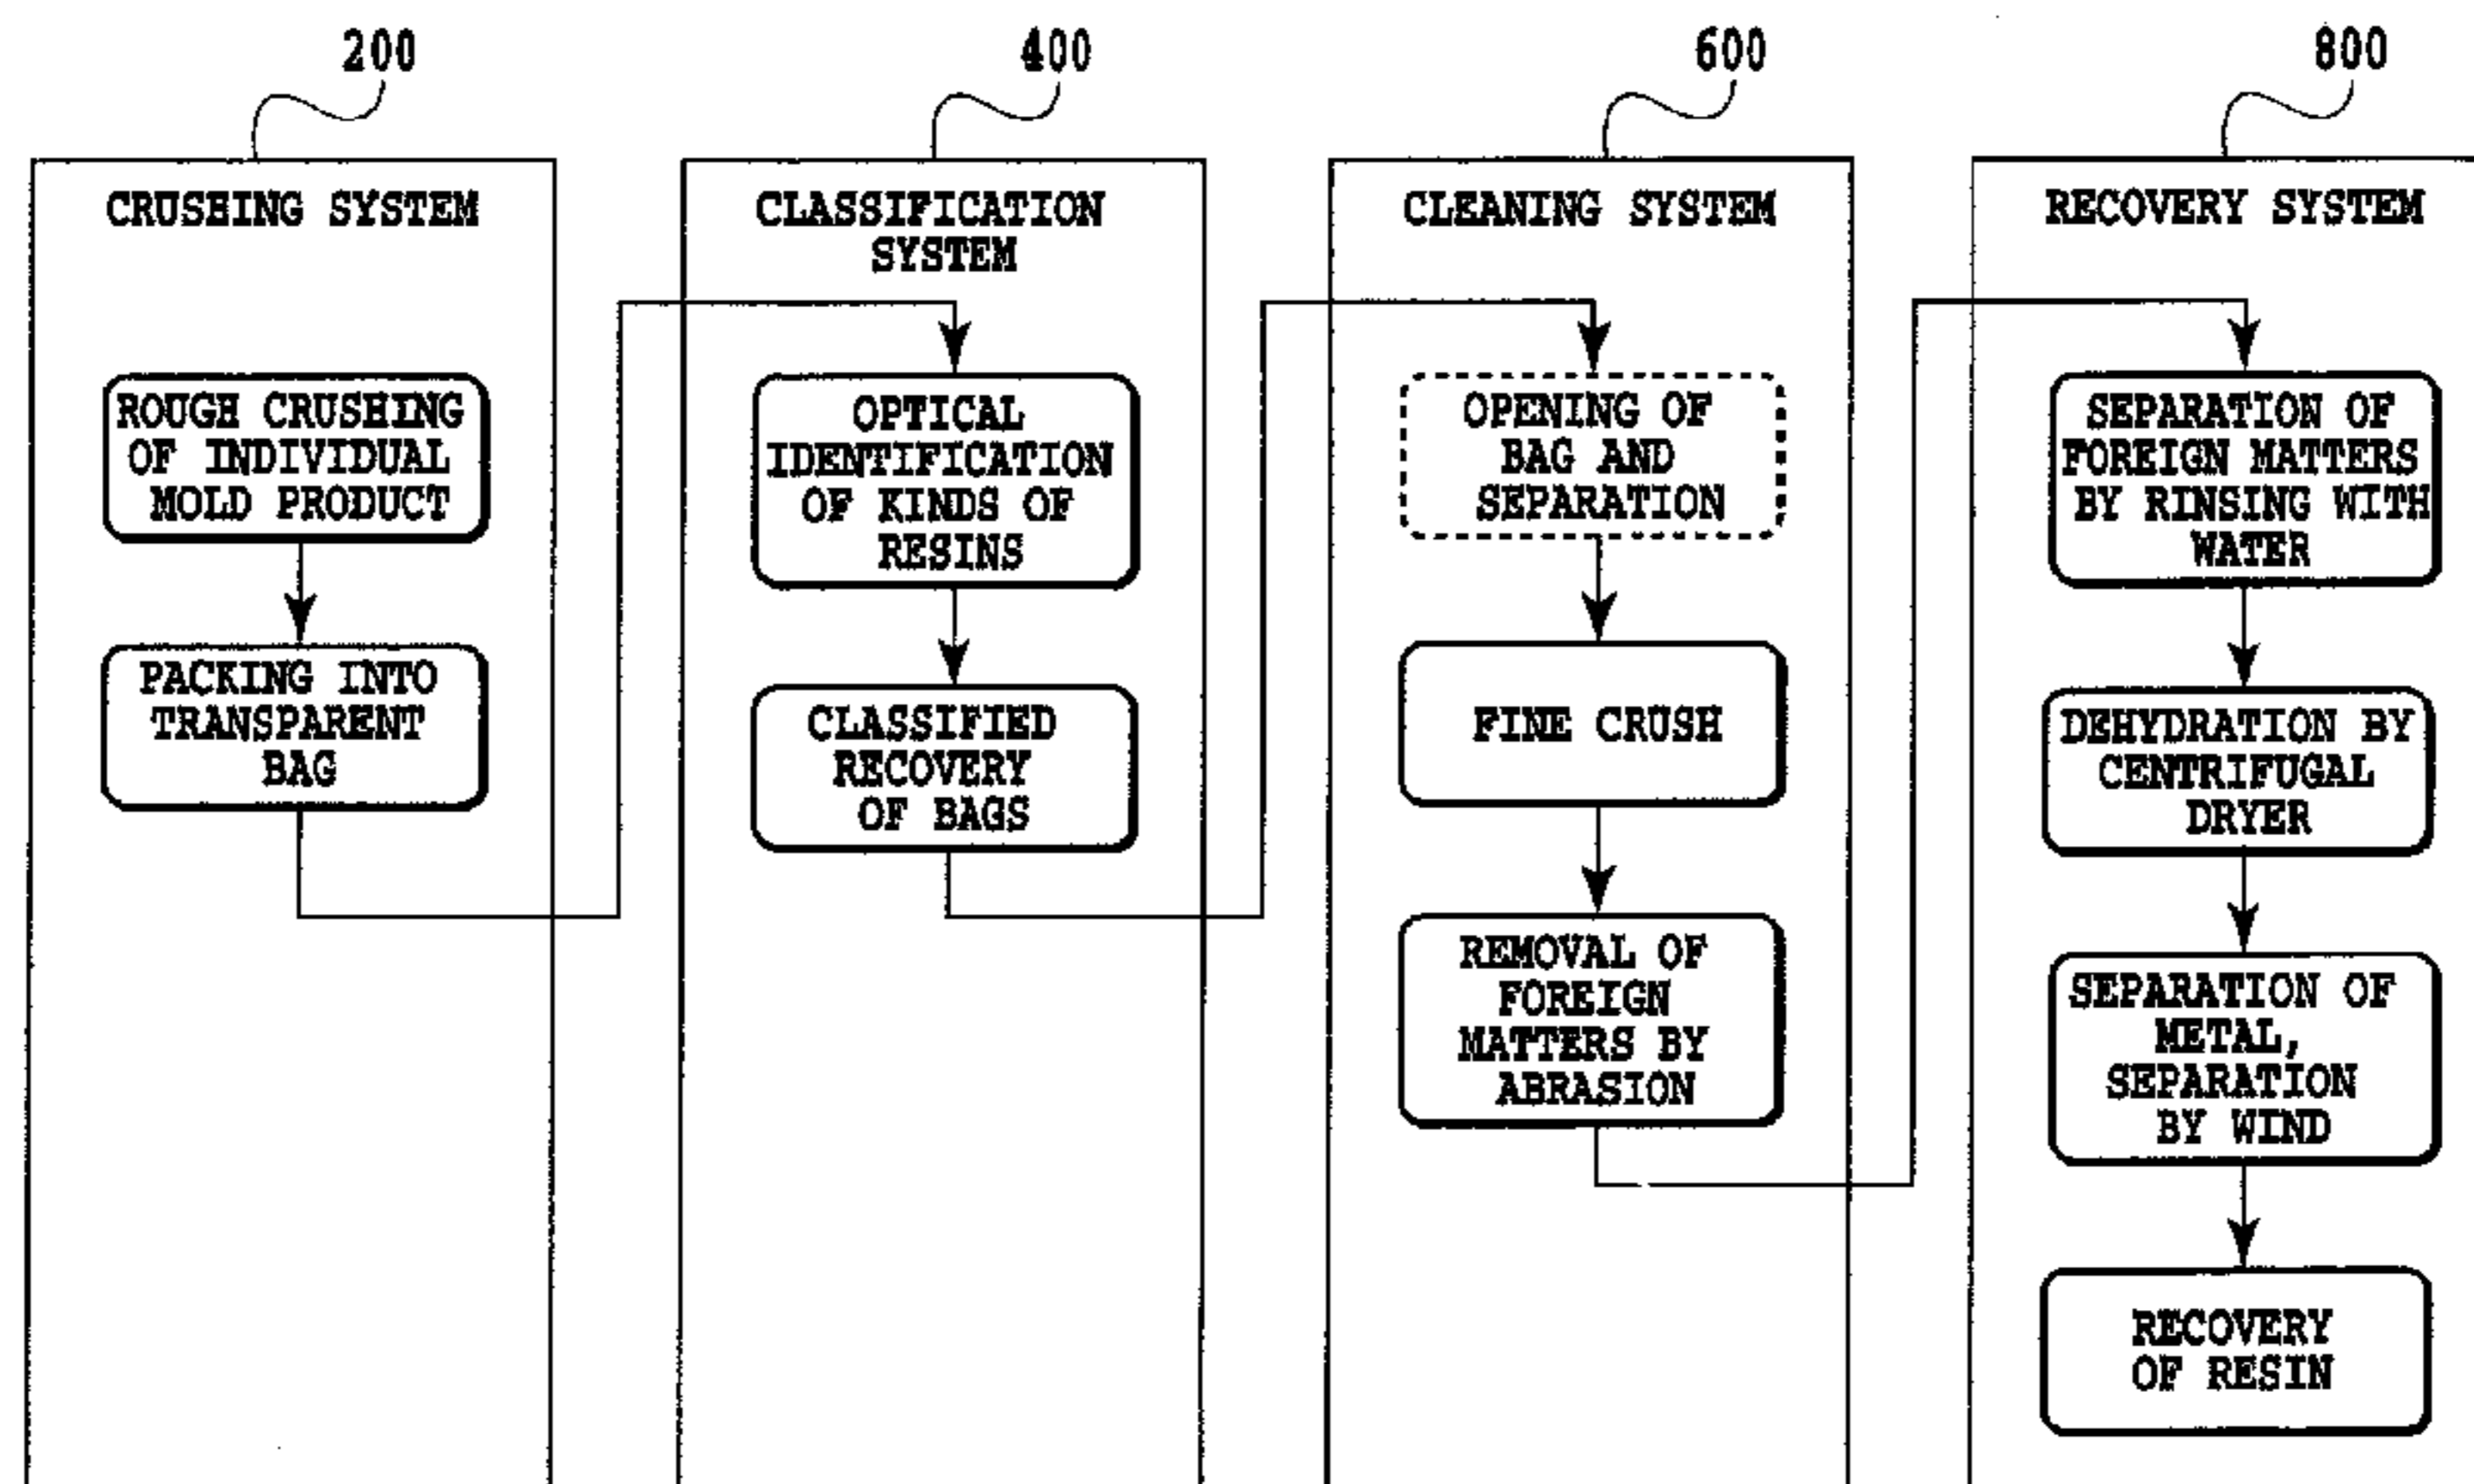 200
CRUSHING SYSTEM
ROUGH CRUSHING
OF INDIVIDUAL
MOLD PRODUCT
PACKING INTO
TRANSPARENT
BAG
400
CLASSIFICATION
SYSTEM
OPTICAL
IDENTIFICATION
OF KINDS OF
RESINS
CLASSIFIED
RECOVERY
OF BAGS
600
CLEANING SYSTEM
OPENING OF
BAG AND
SEPARATION
FINE CRUSH
REMOVAL OF
FOREIGN
MATTERS BY
ABRASION
800
RECOVERY SYSTEM
SEPARATION OF
FOREIGN MATTERS
BY RINSING WITH
WATER
DEHYDRATION BY
CENTRIFUGAL
DRYER
SEPARATION OF
METAL,
SEPARATION
BY WIND
RECOVERY
OF RESIN